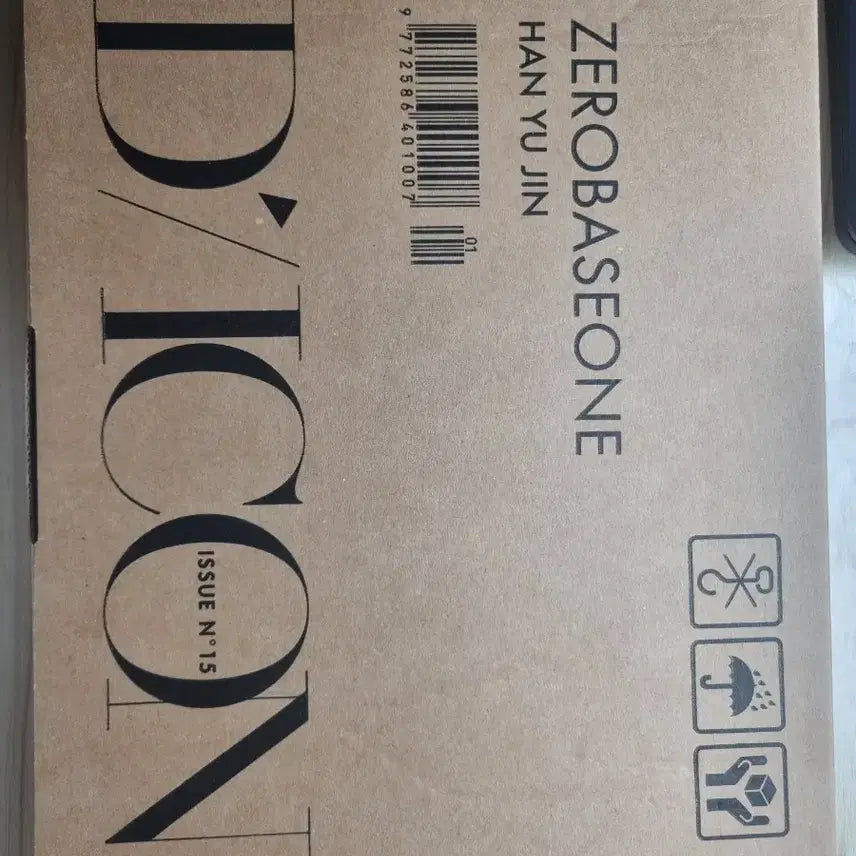 ZEROBASEONE
HAN YU JIN
01
9 772586 401007
D'/ICON
ISSUE N°15